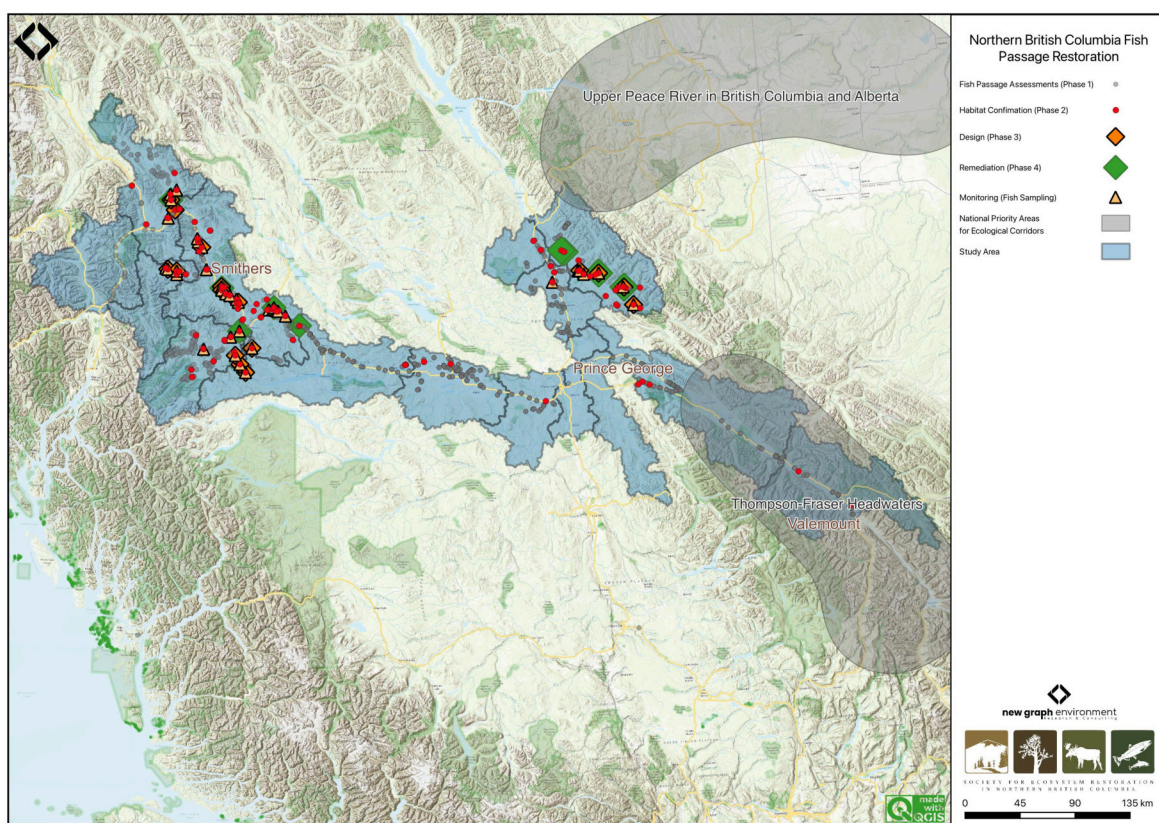 Northern British Columbia Fish
Passage Restoration
Fish Passage Assessments (Phase 1)
Habitat Confimation (Phase 2)
Design (Phase 3)
Remediation (Phase 4)
Monitoring (Fish Sampling)
National Priority Areas
for Ecological Corridors
Study Area
Upper Peace River in British Columbia and Alberta
Smithers
Prince George
Thompson-Fraser Headwaters
Valemount
new graph environment
Research & Consulting
SOCIETY FOR ECOSYSTEM RESTORATION
IN NORTHERN BRITISH COLUMBIA
0 45 90 135 km
made
with
QGIS